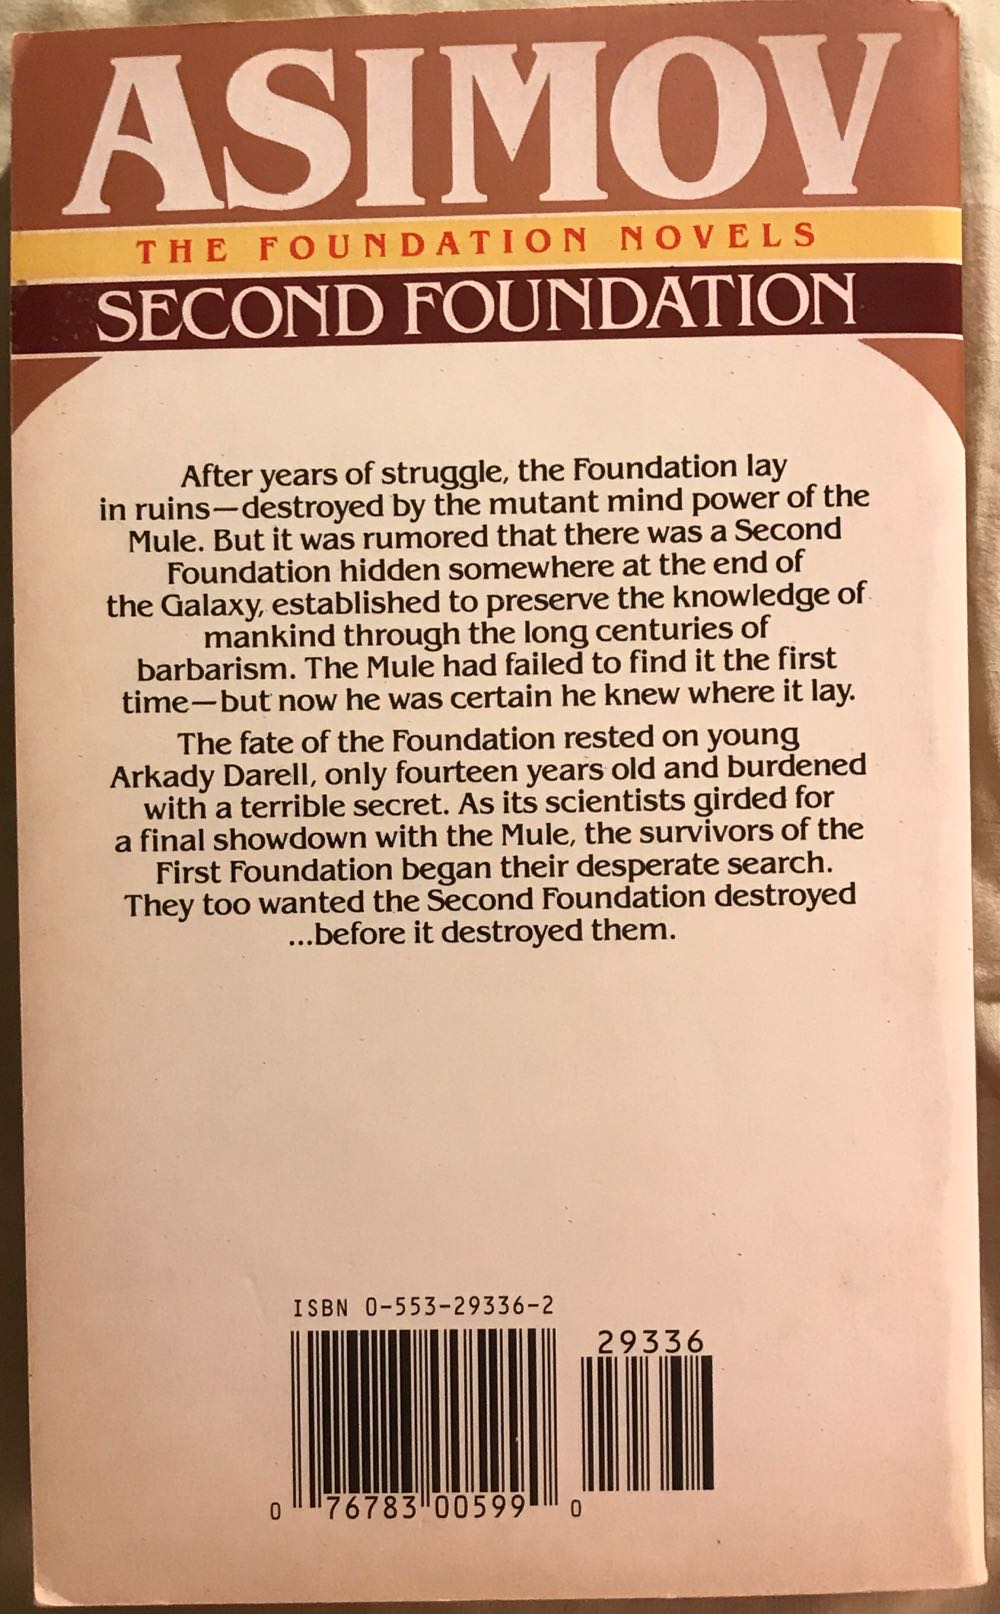 ASIMOV
THE FOUNDATION NOVELS
SECOND FOUNDATION
After years of struggle, the Foundation lay
in ruins—destroyed by the mutant mind power of the
Mule. But it was rumored that there was a Second
Foundation hidden somewhere at the end of
the Galaxy, established to preserve the knowledge of
mankind through the long centuries of
barbarism. The Mule had failed to find it the first
time—but now he was certain he knew where it lay.
The fate of the Foundation rested on young
Arkady Darell, only fourteen years old and burdened
with a terrible secret. As its scientists girded for
a final showdown with the Mule, the survivors of the
First Foundation began their desperate search.
They too wanted the Second Foundation destroyed
...before it destroyed them.
ISBN 0-553-29336-2
29336
0 76783 00599 0